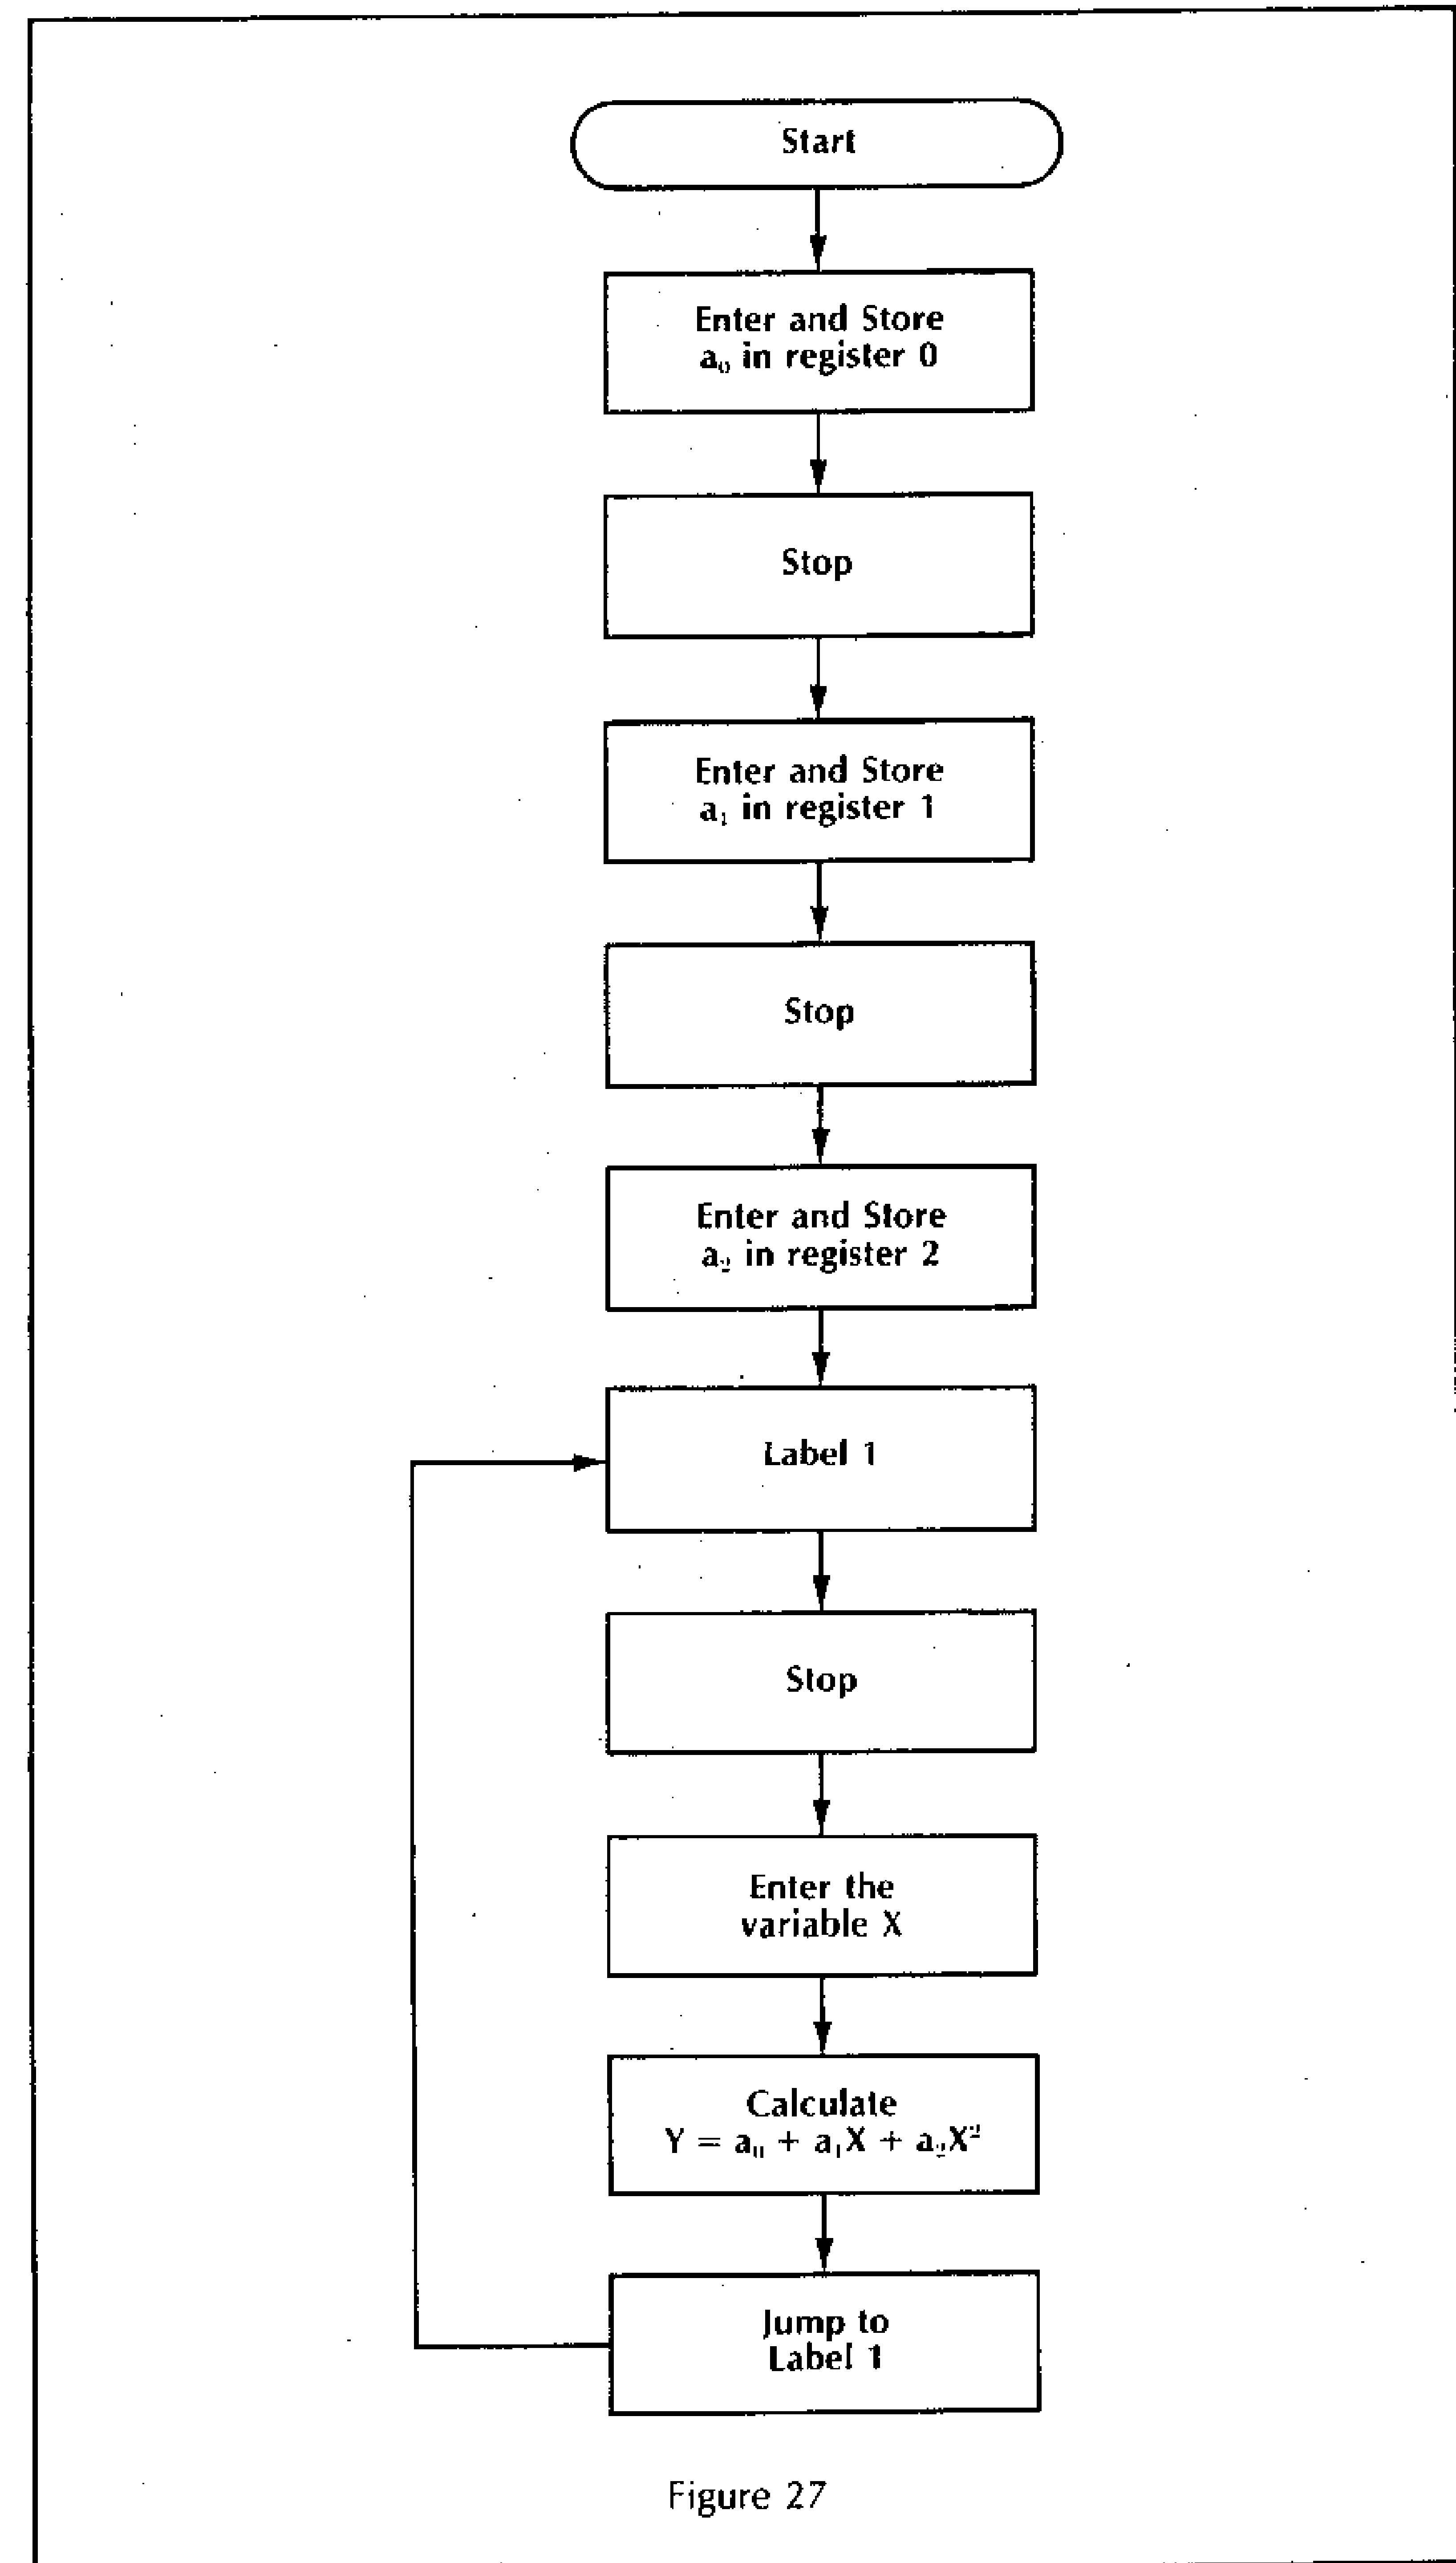 Start
Enter and Store
a₀ in register 0
Stop
Enter and Store
a₁ in register 1
Stop
Enter and Store
a₂ in register 2
Label 1
Stop
Enter the
variable X
Calculate
Y = a₀ + a₁X + a₂X²
Jump to
Label 1
Figure 27